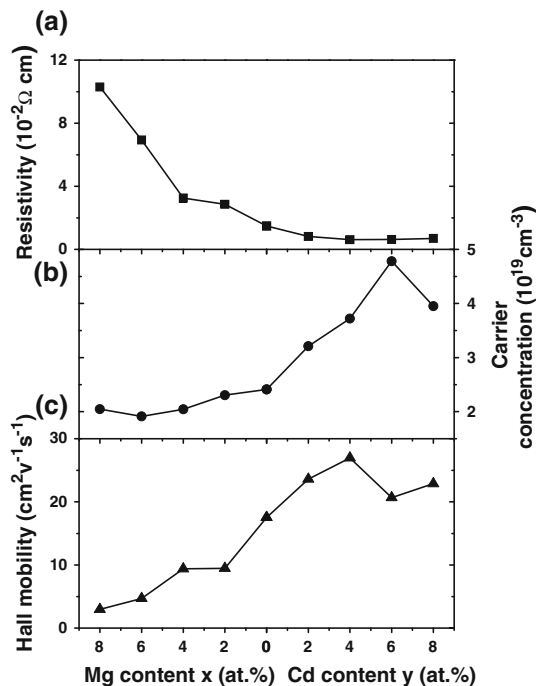 (a)
12
8
4
0
Resistivity (10⁻²Ω cm)
(b)
5
4
3
2
Carrier
concentration (10¹⁹cm⁻³)
(c)
30
20
10
0
Hall mobility (cm²v⁻¹s⁻¹)
8 6 4 2 0 2 4 6 8
Mg content x (at.%) Cd content y (at.%)